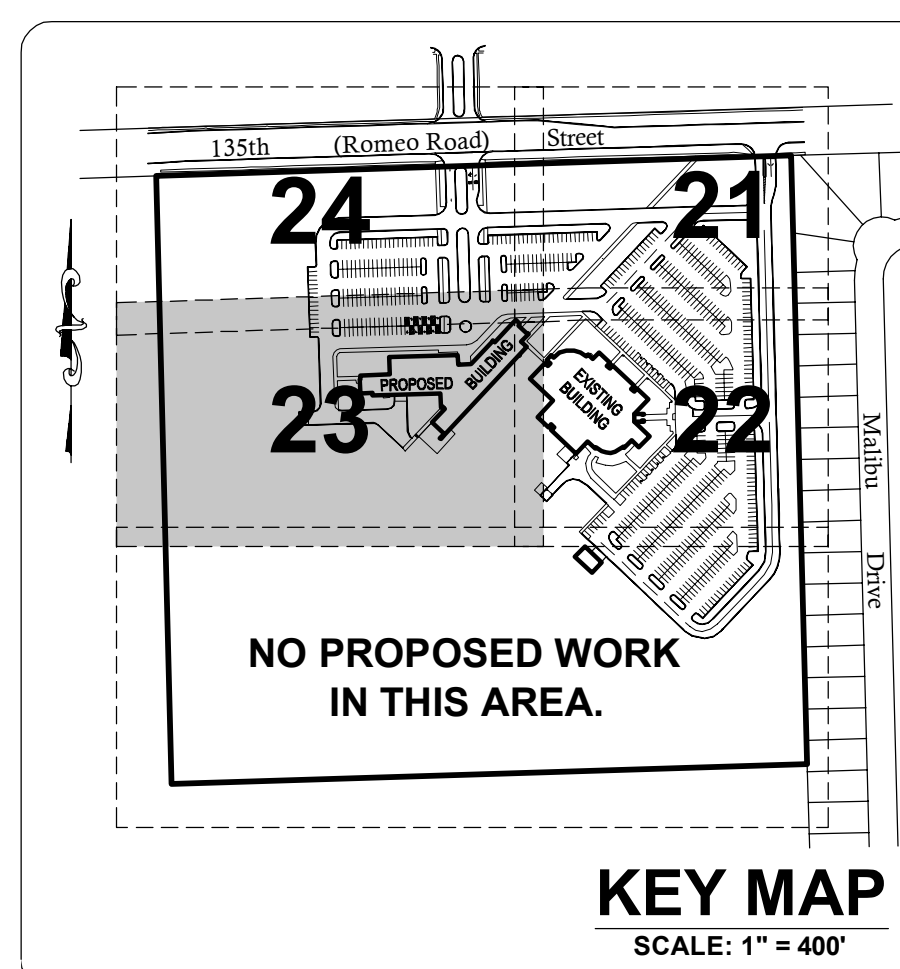 135th (Romeo Road) Street
24
21
PROPOSED BUILDING
EXISTING
BUILDING
23
22
Malibu Drive
NO PROPOSED WORK
IN THIS AREA.
KEY MAP
SCALE: 1" = 400'